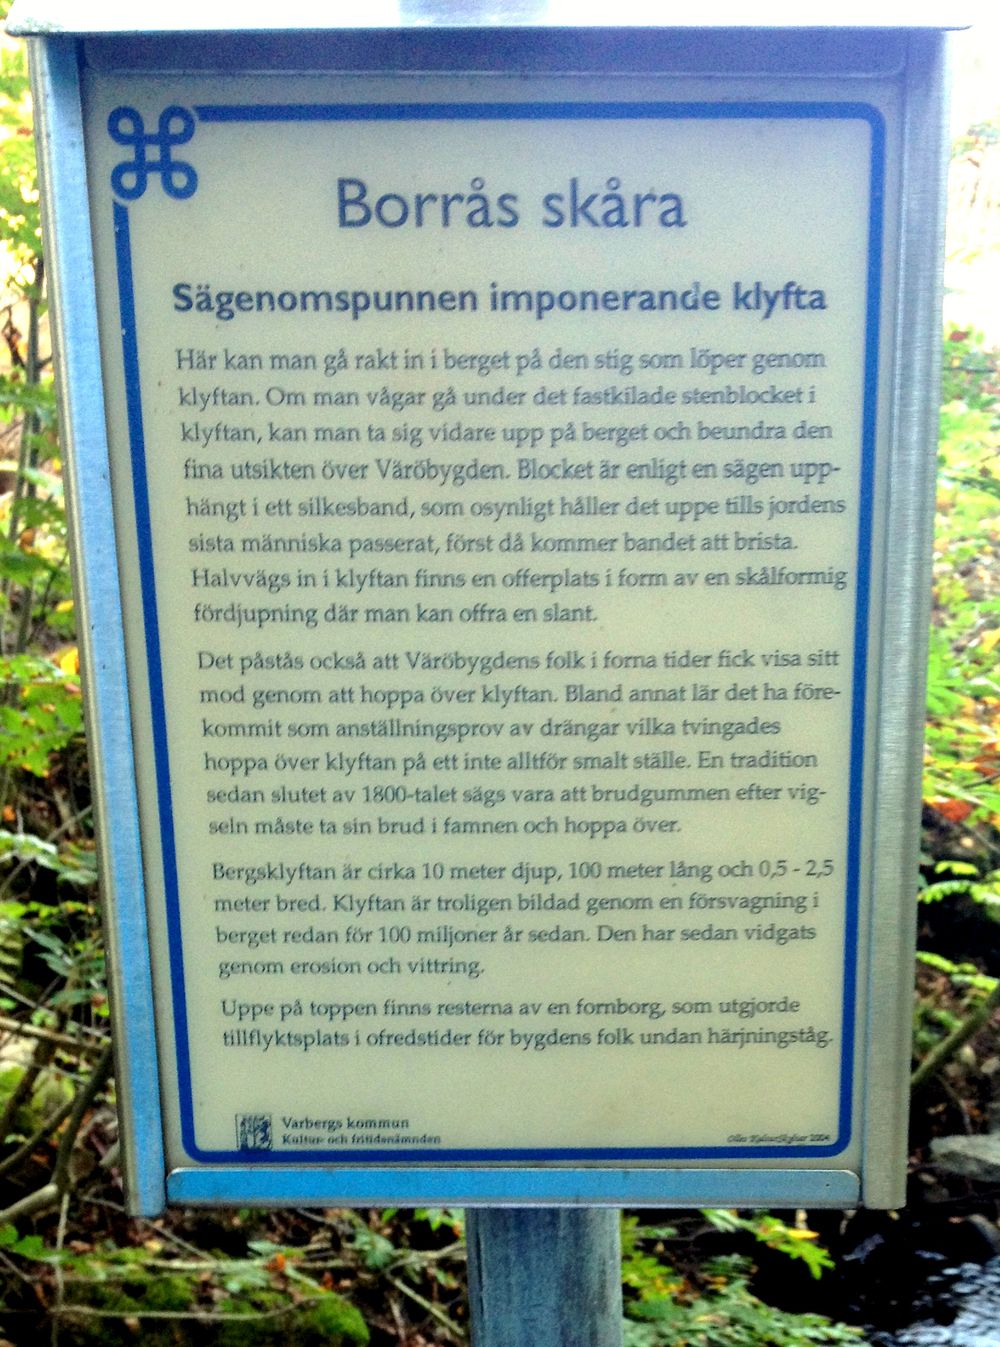 Borrås skåra
Sägenomspunnen imponerande klyfta
Här kan man gå rakt in i berget på den stig som löper genom
klyftan. Om man vågar gå under det fastkilade stenblocket i
klyftan, kan man ta sig vidare upp på berget och beundra den
fina utsikten över Väröbygden. Blocket är enligt en sägen upp-
hängt i ett silkesband, som osynligt håller det uppe tills jordens
sista människa passerat, först då kommer bandet att brista.
Halvvägs in i klyftan finns en offerplats i form av en skålformig
fördjupning där man kan offra en slant.
Det påstås också att Väröbygdens folk i forna tider fick visa sitt
mod genom att hoppa över klyftan. Bland annat lär det ha före-
kommit som anställningsprov av drängar vilka tvingades
hoppa över klyftan på ett inte alltför smalt ställe. En tradition
sedan slutet av 1800-talet sägs vara att brudgummen efter vig-
seln måste ta sin brud i famnen och hoppa över.
Bergsklyftan är cirka 10 meter djup, 100 meter lång och 0,5 - 2,5
meter bred. Klyftan är troligen bildad genom en försvagning i
berget redan för 100 miljoner år sedan. Den har sedan vidgats
genom erosion och vittring.
Uppe på toppen finns resterna av en fornborg, som utgjorde
tillflyktsplats i ofredstider för bygdens folk undan härjningståg.
Varbergs kommun
Kultur- och fritidsnämnden
2004